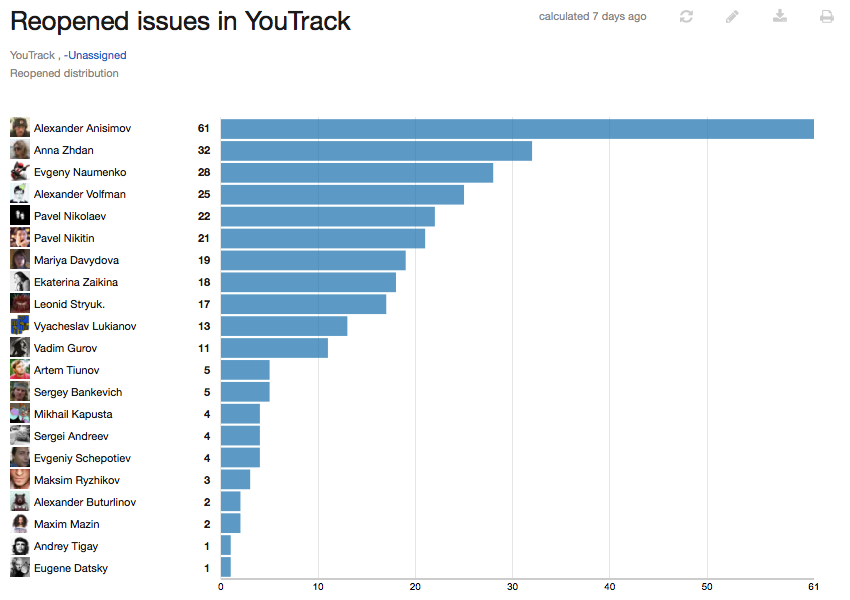 Reopened issues in YouTrack
calculated 7 days ago
YouTrack , -Unassigned
Reopened distribution
Alexander Anisimov 61
Anna Zhdan 32
Evgeny Naumenko 28
Alexander Volfman 25
Pavel Nikolaev 22
Pavel Nikitin 21
Mariya Davydova 19
Ekaterina Zaikina 18
Leonid Stryuk. 17
Vyacheslav Lukianov 13
Vadim Gurov 11
Artem Tiunov 5
Sergey Bankevich 5
Mikhail Kapusta 4
Sergei Andreev 4
Evgeniy Schepotiev 4
Maksim Ryzhikov 3
Alexander Buturlinov 2
Maxim Mazin 2
Andrey Tigay 1
Eugene Datsky 1
0 10 20 30 40 50 61